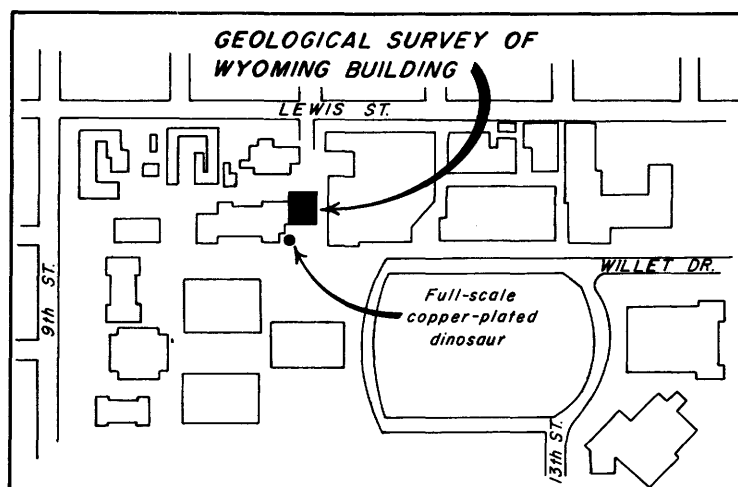 GEOLOGICAL SURVEY OF
WYOMING BUILDING
LEWIS ST.
9th ST.
WILLET DR.
Full-scale
copper-plated
dinosaur
13th ST.